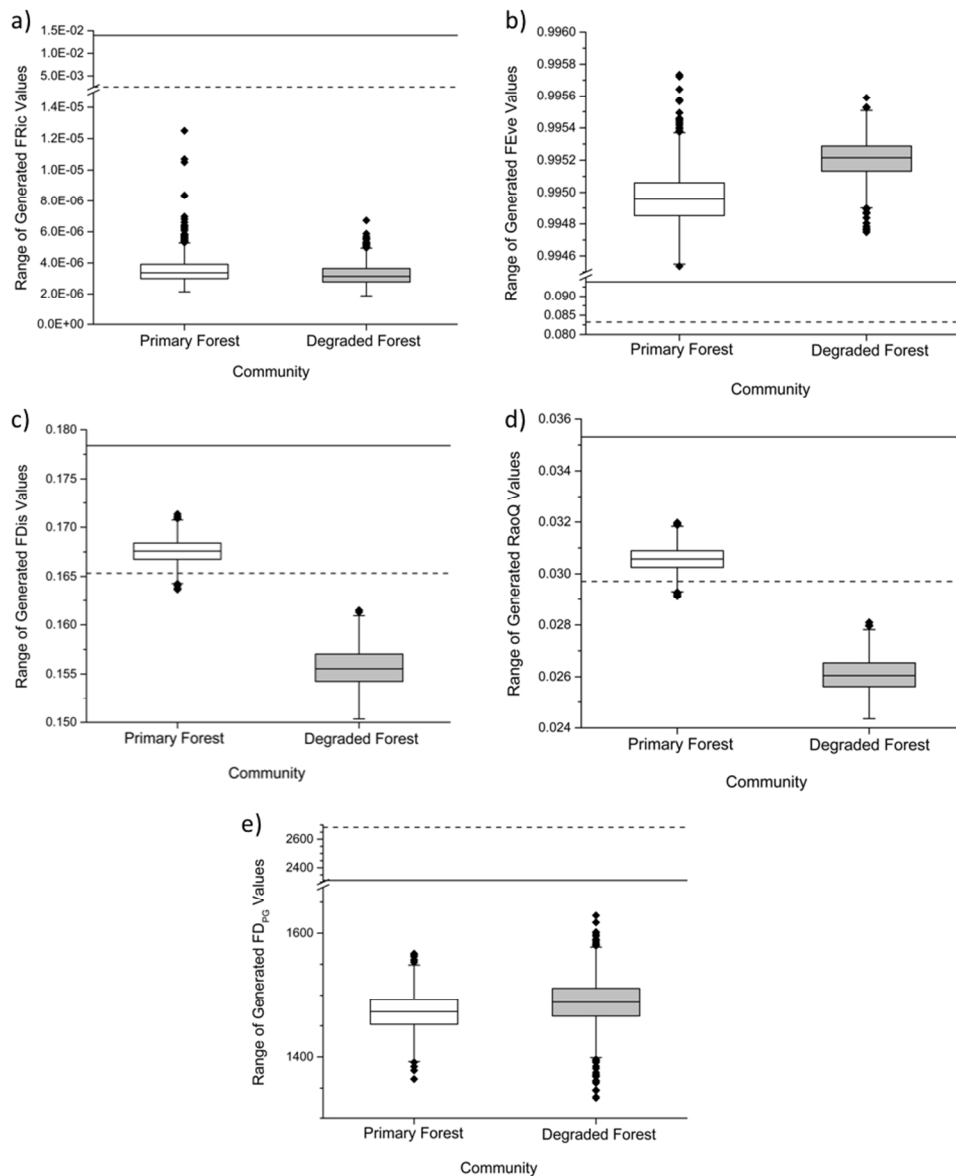 a)
Range of Generated FRic Values
1.5E-02
1.0E-02
5.0E-03
1.4E-05
1.2E-05
1.0E-05
8.0E-06
6.0E-06
4.0E-06
2.0E-06
0.0E+00
Primary Forest Degraded Forest
Community
b)
Range of Generated FEve Values
0.9960
0.9958
0.9956
0.9954
0.9952
0.9950
0.9948
0.9946
0.090
0.085
0.080
Primary Forest Degraded Forest
Community
c)
Range of Generated FDis Values
0.180
0.175
0.170
0.165
0.160
0.155
0.150
Primary Forest Degraded Forest
Community
d)
Range of Generated RaoQ Values
0.036
0.034
0.032
0.030
0.028
0.026
0.024
Primary Forest Degraded Forest
Community
e)
Range of Generated FD_PG Values
2600
2400
1600
1400
Primary Forest Degraded Forest
Community